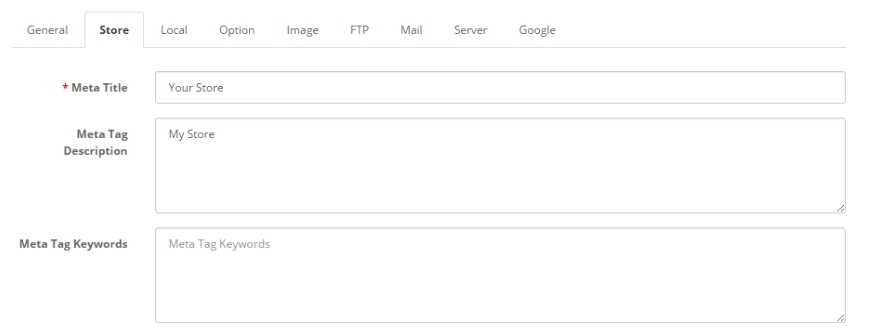 General Store Local Option Image FTP Mail Server Google
* Meta Title Your Store
Meta Tag Description My Store
Meta Tag Keywords Meta Tag Keywords